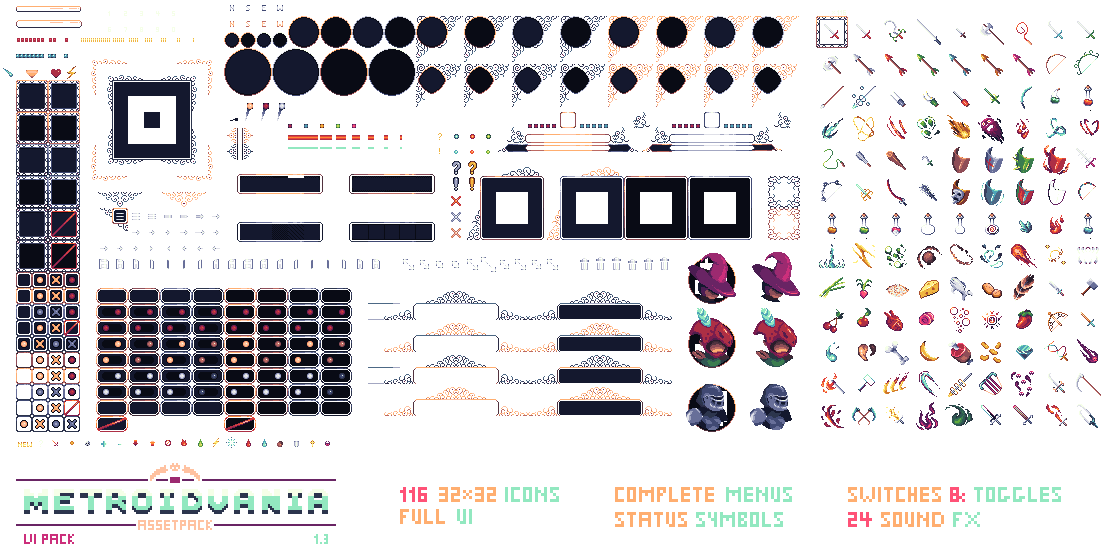 N S E W
N S E W
NEW
METROIDVANIA
ASSETPACK
UI PACK 1.3
116 32×32 ICONS
FULL UI
COMPLETE MENUS
STATUS SYMBOLS
SWITCHES & TOGGLES
24 SOUND FX